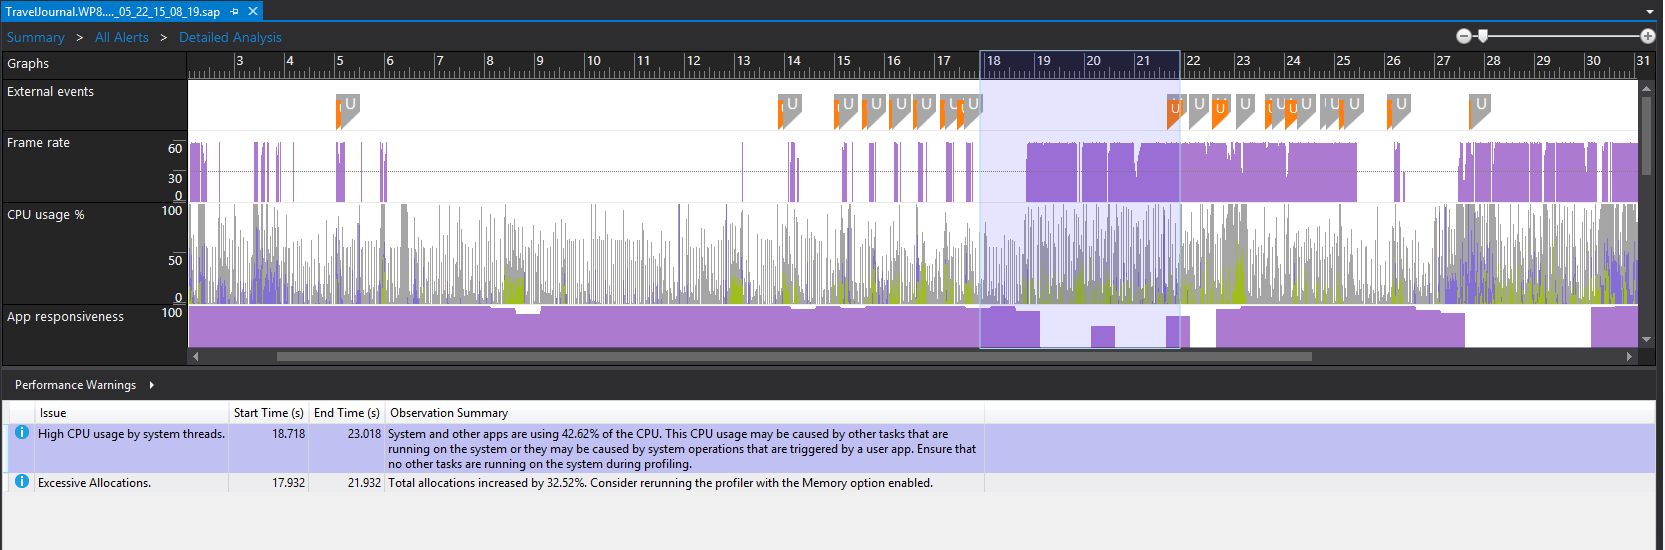 TravelJournal.WP8...._05_22_15_08_19.sap
Summary > All Alerts > Detailed Analysis
Graphs 3 4 5 6 7 8 9 10 11 12 13 14 15 16 17 18 19 20 21 22 23 24 25 26 27 28 29 30 31
External events
U U U U U U U U U U U U U U U U U U
Frame rate 60
30
0
CPU usage % 100
50
0
App responsiveness 100
Performance Warnings
Issue Start Time (s) End Time (s) Observation Summary
High CPU usage by system threads. 18.718 23.018 System and other apps are using 42.62% of the CPU. This CPU usage may be caused by other tasks that are
running on the system or they may be caused by system operations that are triggered by a user app. Ensure that
no other tasks are running on the system during profiling.
Excessive Allocations. 17.932 21.932 Total allocations increased by 32.52%. Consider rerunning the profiler with the Memory option enabled.